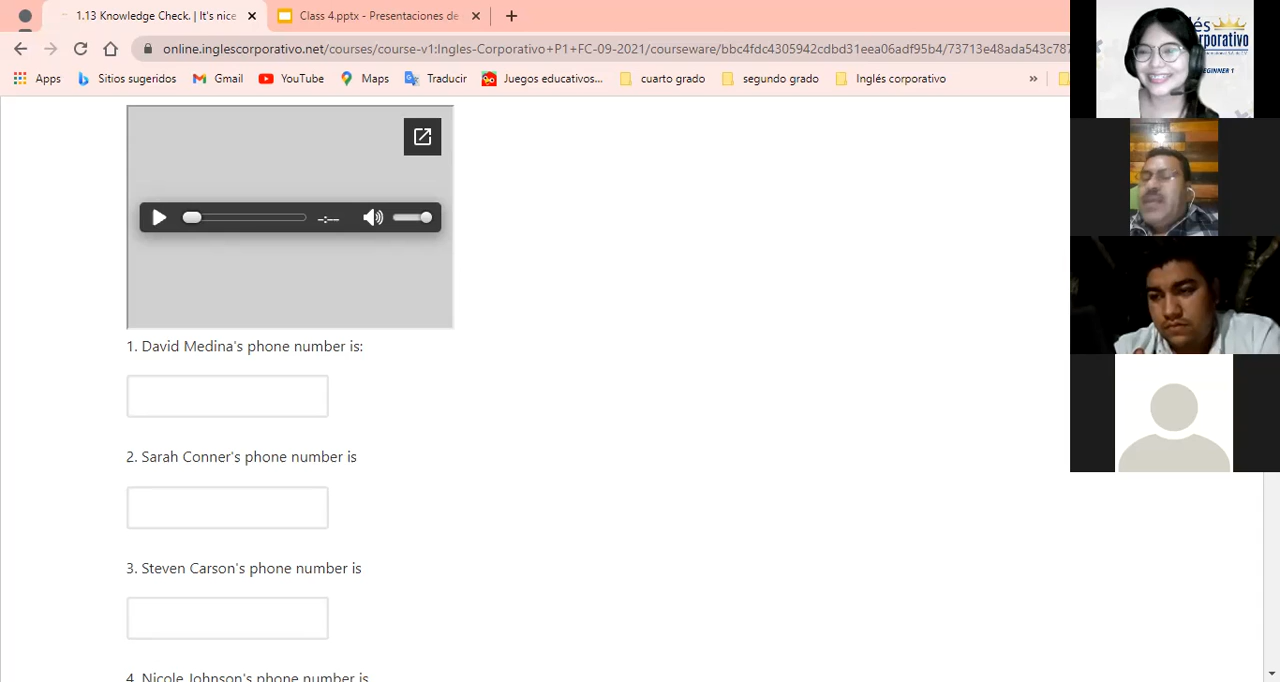 1.13 Knowledge Check. | It's nice
Class 4.pptx - Presentaciones de
online.inglescorporativo.net/courses/course-v1:Ingles-Corporativo+P1+FC-09-2021/courseware/bbc4fdc4305942cdbd31eea06adf95b4/73713e48ada543c787
Apps
Sitios sugeridos
Gmail
YouTube
Maps
Traducir
Juegos educativos...
cuarto grado
segundo grado
Inglés corporativo
»
-:--
1. David Medina's phone number is:
2. Sarah Conner's phone number is
3. Steven Carson's phone number is
4. Nicole Johnson's phone number is